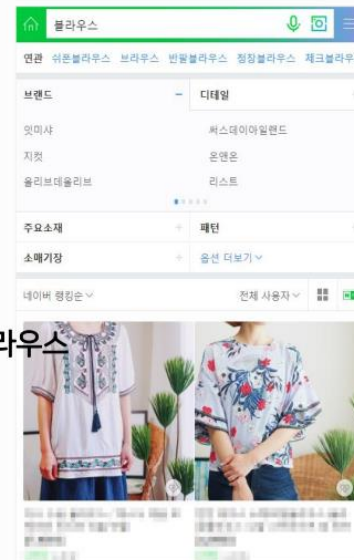 블라우스
연관 쉬폰블라우스 브라우스 반팔블라우스 정장블라우스 체크블라우
브랜드 디테일
잇미샤 써스데이아일랜드
지컷 온앤온
올리브데올리브 리스트
주요소재 패턴
소매기장 옵션 더보기
네이버 랭킹순 전체 사용자
라우스